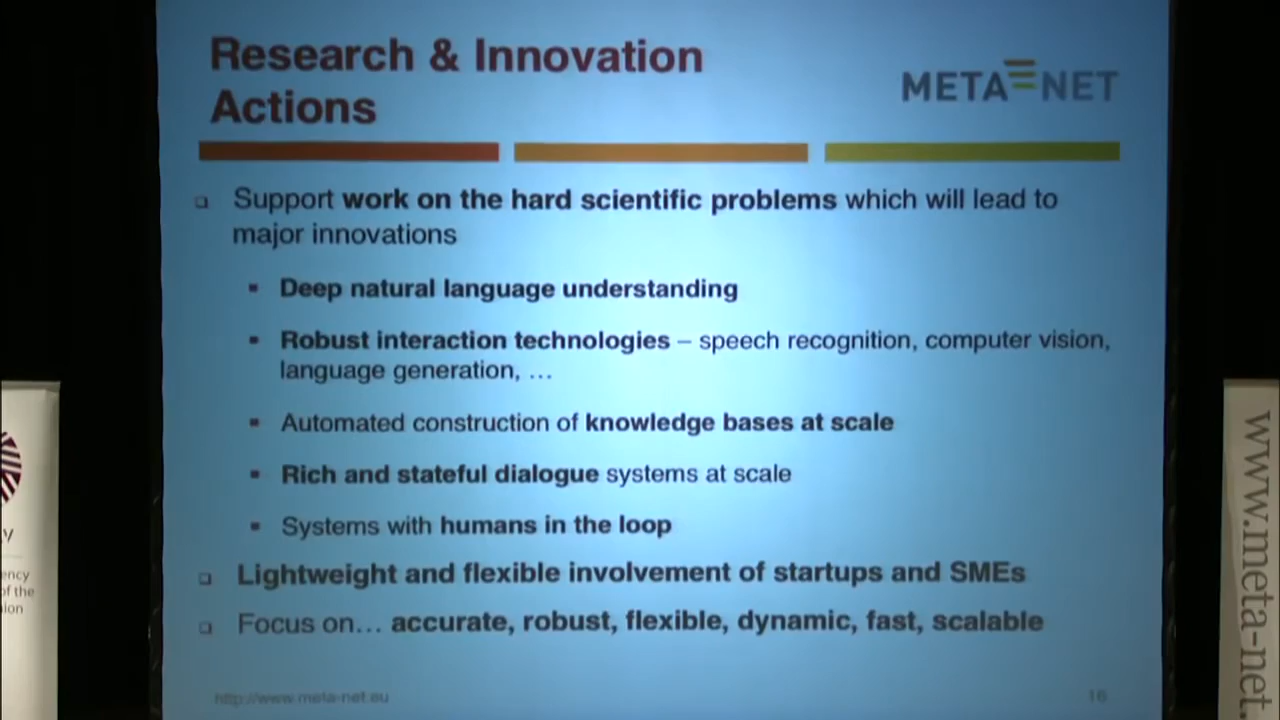 Research & Innovation
Actions
META NET
Support work on the hard scientific problems which will lead to
major innovations
Deep natural language understanding
Robust interaction technologies – speech recognition, computer vision,
language generation, …
Automated construction of knowledge bases at scale
Rich and stateful dialogue systems at scale
Systems with humans in the loop
Lightweight and flexible involvement of startups and SMEs
Focus on… accurate, robust, flexible, dynamic, fast, scalable
http://www.meta-net.eu
16
ency
of the
www.meta-net.